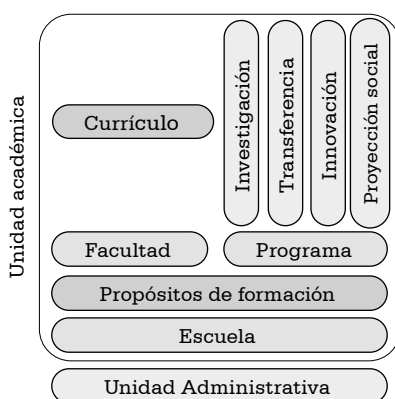 Unidad académica
Currículo
Investigación
Transferencia
Innovación
Proyección social
Facultad
Programa
Propósitos de formación
Escuela
Unidad Administrativa